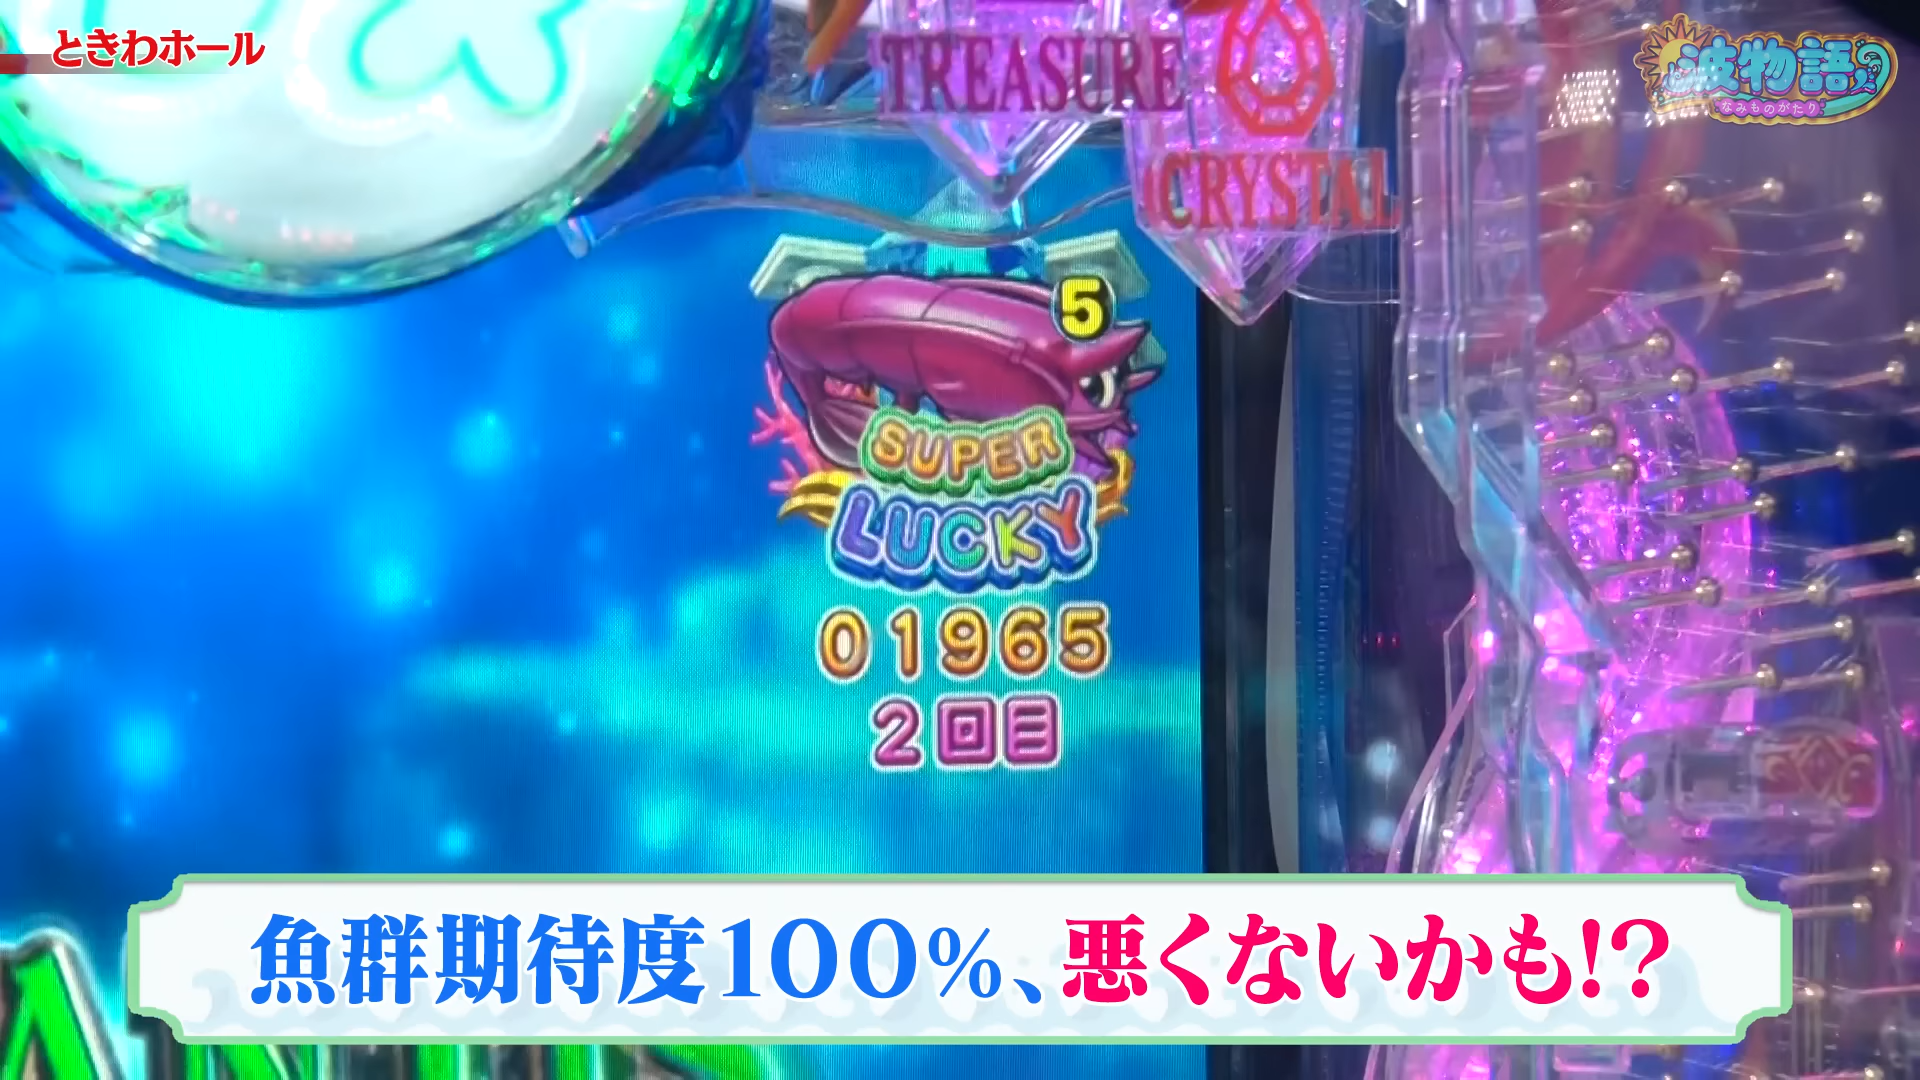 ときわホール
波物語
なみものがたり
TREASURE
CRYSTAL
5
SUPER
LUCKY
01965
2回目
魚群期待度100%、悪くないかも!?